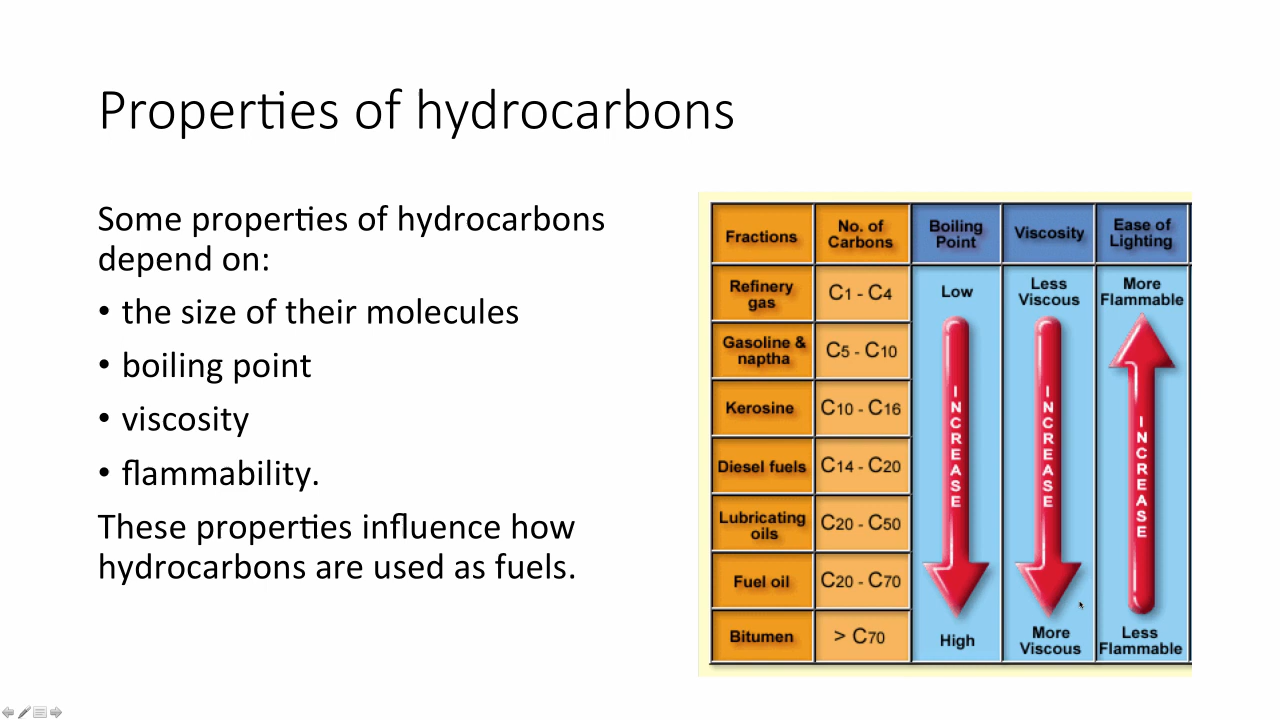 Properties of hydrocarbons
Some properties of hydrocarbons
depend on:
• the size of their molecules
• boiling point
• viscosity
• flammability.
These properties influence how
hydrocarbons are used as fuels.
Fractions
No. of
Carbons
Boiling
Point
Viscosity
Ease of
Lighting
Refinery
gas
C1 - C4
Low
Less
Viscous
More
Flammable
Gasoline &
naptha
C5 - C10
Kerosine
C10 - C16
Diesel fuels
C14 - C20
Lubricating
oils
C20 - C50
Fuel oil
C20 - C70
Bitumen
> C70
INCREASE
INCREASE
INCREASE
High
More
Viscous
Less
Flammable